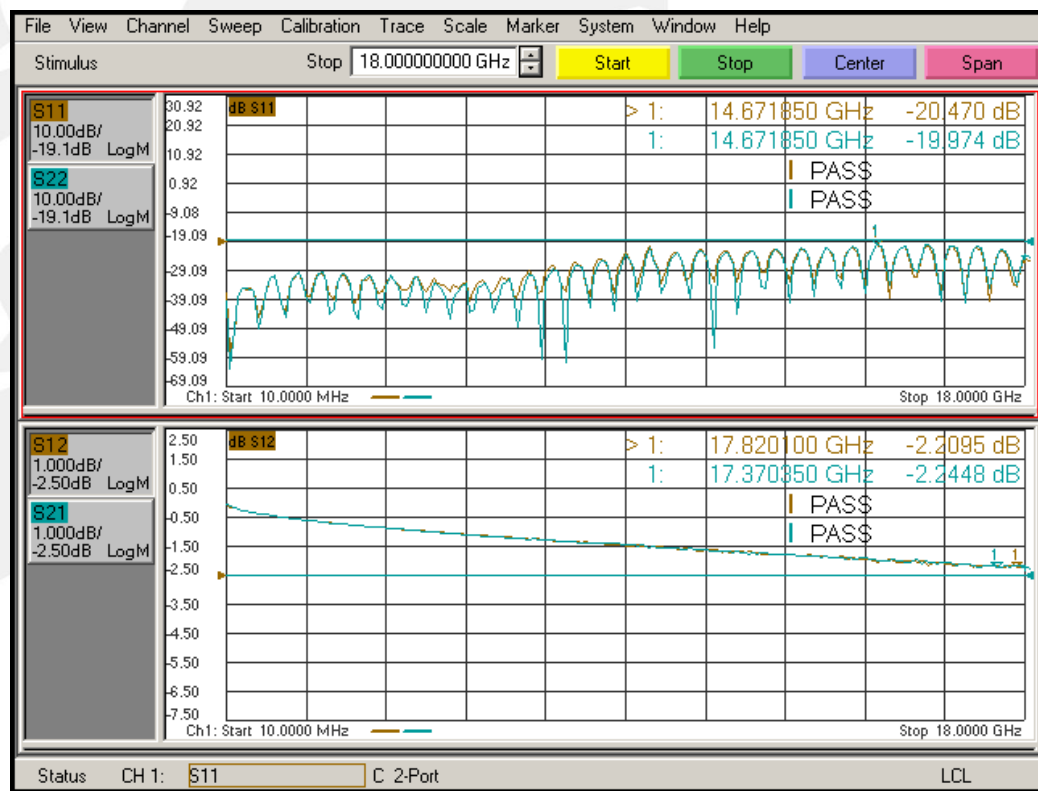 File View Channel Sweep Calibration Trace Scale Marker System Window Help
Stimulus Stop 18.000000000 GHz Start Stop Center Span
S11
10.00dB/
-19.1dB LogM
S22
10.00dB/
-19.1dB LogM
30.92
20.92
10.92
0.92
-9.08
-19.09
-29.09
-39.09
-49.09
-59.09
-69.09
dB S11
> 1: 14.671850 GHz -20.470 dB
1: 14.671850 GHz -19.974 dB
PASS
PASS
1
Ch1: Start 10.0000 MHz Stop 18.0000 GHz
S12
1.000dB/
-2.50dB LogM
S21
1.000dB/
-2.50dB LogM
2.50
1.50
0.50
-0.50
-1.50
-2.50
-3.50
-4.50
-5.50
-6.50
-7.50
dB S12
> 1: 17.820100 GHz -2.2095 dB
1: 17.370350 GHz -2.2448 dB
PASS
PASS
1 1
Ch1: Start 10.0000 MHz Stop 18.0000 GHz
Status CH 1: S11 C 2-Port LCL